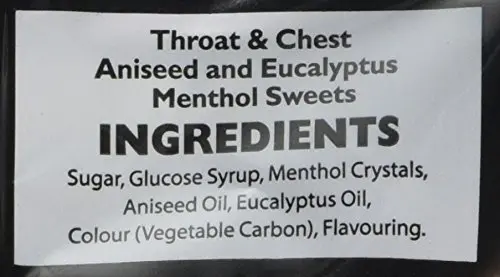 Throat & Chest
Aniseed and Eucalyptus
Menthol Sweets
INGREDIENTS
Sugar, Glucose Syrup, Menthol Crystals,
Aniseed Oil, Eucalyptus Oil,
Colour (Vegetable Carbon), Flavouring.